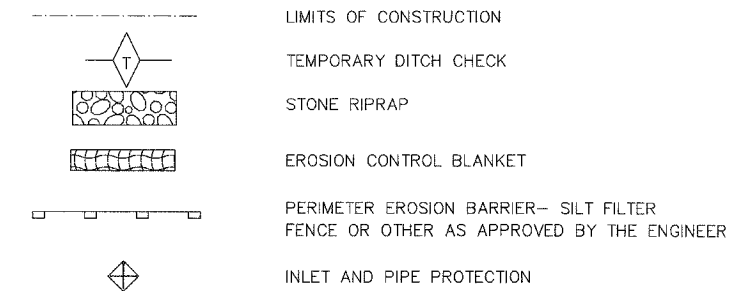 LIMITS OF CONSTRUCTION
T
TEMPORARY DITCH CHECK
STONE RIPRAP
EROSION CONTROL BLANKET
PERIMETER EROSION BARRIER- SILT FILTER
FENCE OR OTHER AS APPROVED BY THE ENGINEER
INLET AND PIPE PROTECTION